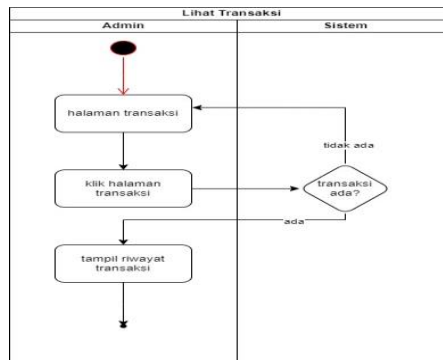 Lihat Transaksi
Admin
Sistem
halaman transaksi
tidak ada
klik halaman
transaksi
transaksi
ada?
ada
tampil riwayat
transaksi